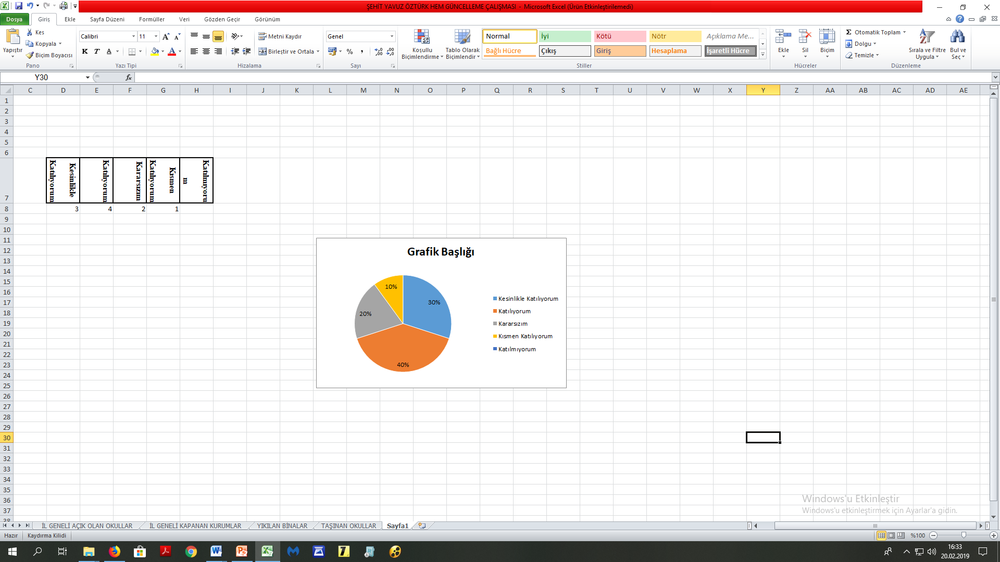 ŞEHİT YAVUZ ÖZTÜRK HEM GÜNCELLEME ÇALIŞMASI - Microsoft Excel (Ürün Etkinleştirilemedi)
Dosya Giriş Ekle Sayfa Düzeni Formüller Veri Gözden Geçir Görünüm
Yapıştır
Kes
Kopyala
Biçim Boyacısı
Pano
Calibri 11
K T A
Yazı Tipi
Metni Kaydır
Birleştir ve Ortala
Hizalama
Genel
%
Sayı
Koşullu Biçimlendirme
Tablo Olarak Biçimlendir
Normal İyi Kötü Nötr Açıklama Me...
Bağlı Hücre Çıkış Giriş Hesaplama İşaretli Hücre
Stiller
Ekle Sil Biçim
Hücreler
Σ Otomatik Toplam
Dolgu
Temizle
Sırala ve Filtre Uygula
Bul ve Seç
Düzenleme
Y30
fx
C D E F G H I J K L M N O P Q R S T U V W X Y Z AA AB AC AD AE
1
2
3
4
5
6
7
Kesinlikle Katılıyorum
Katılıyorum
Kararsızım
Kısmen Katılıyorum
Katılmıyoru
m
8 3 4 2 1
9
10
11
12
13
14
15
16
17
18
19
20
21
22
23
24
25
26
27
28
29
30
31
32
33
34
35
36
37
38
Grafik Başlığı
10%
30%
20%
40%
Kesinlikle Katılıyorum
Katılıyorum
Kararsızım
Kısmen Katılıyorum
Katılmıyorum
Windows'u Etkinleştir
Windows'u etkinleştirmek için Ayarlar'a gidin.
İL GENELİ AÇIK OLAN OKULLAR İL GENELİ KAPANAN KURUMLAR YIKILAN BİNALAR TAŞINAN OKULLAR Sayfa1
Hazır Kaydırma Kilidi %100
16:33
20.02.2019